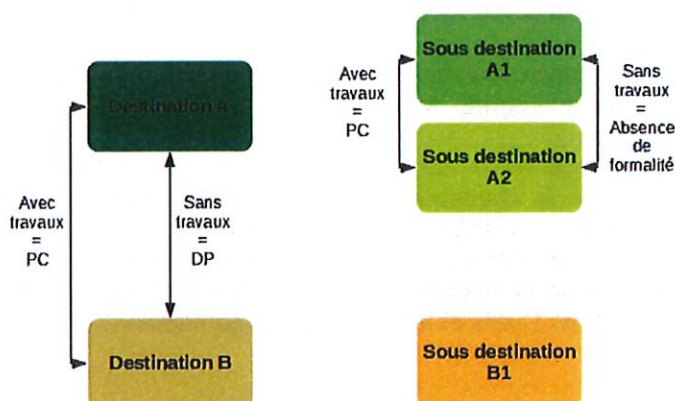 Destination A
Avec
travaux
=
PC
Sans
travaux
=
DP
Destination B
Sous destination
A1
Avec
travaux
=
PC
Sans
travaux
=
Absence
de
formalité
Sous destination
A2
Sous destination
B1